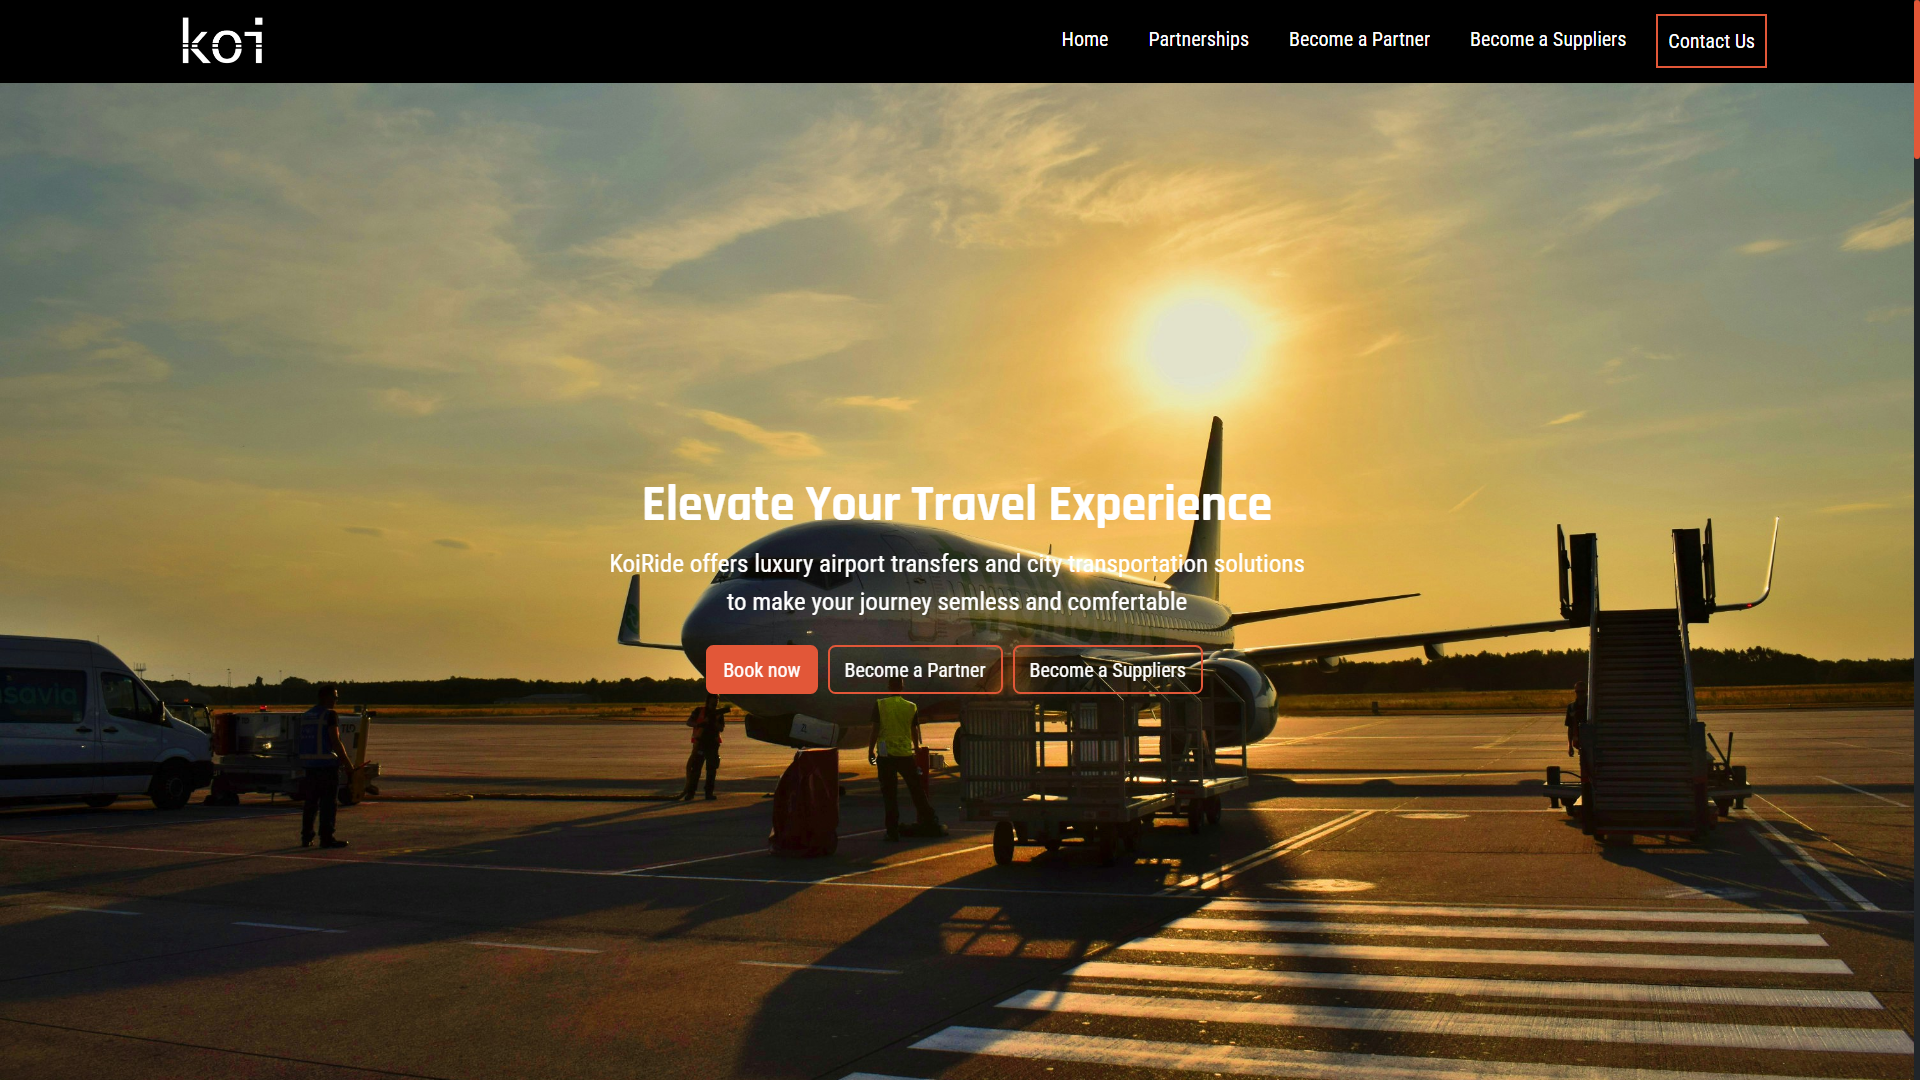 koi
Home
Partnerships
Become a Partner
Become a Suppliers
Contact Us
Elevate Your Travel Experience
KoiRide offers luxury airport transfers and city transportation solutions
to make your journey semless and comfertable
Book now
Become a Partner
Become a Suppliers